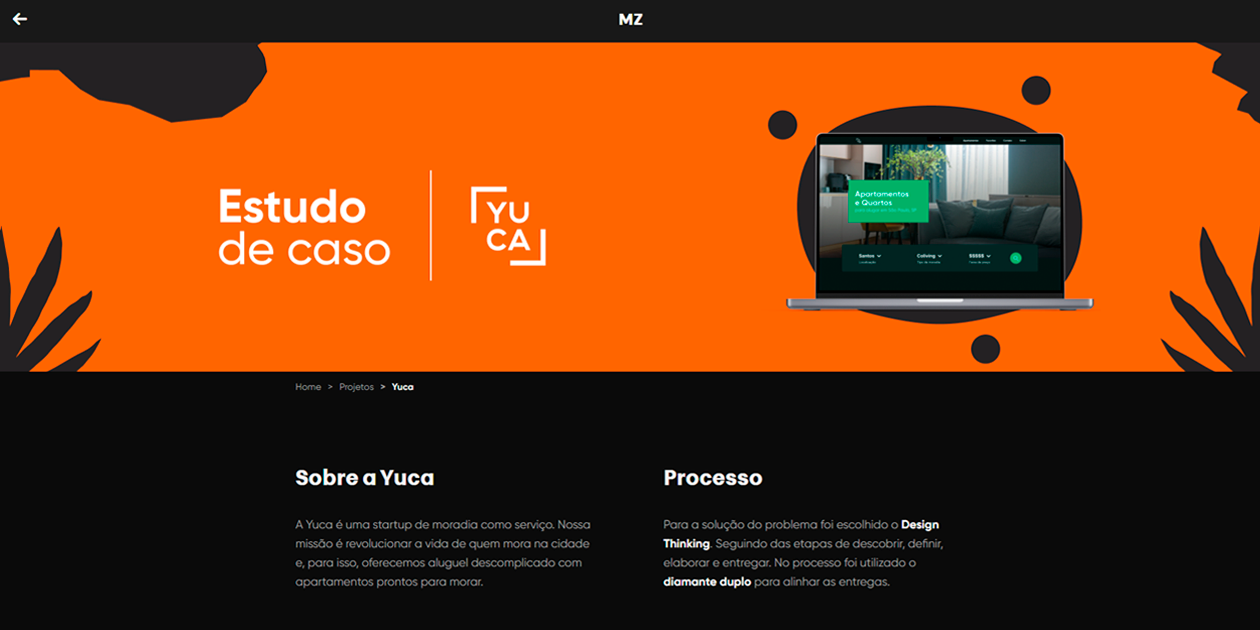 MZ
Estudo
de caso
YU
CA
Apartamentos
e Quartos
Santos
Coliving
$$$$$
Home > Projetos > Yuca
Sobre a Yuca
A Yuca é uma startup de moradia como serviço. Nossa
missão é revolucionar a vida de quem mora na cidade
e, para isso, oferecemos aluguel descomplicado com
apartamentos prontos para morar.
Processo
Para a solução do problema foi escolhido o Design
Thinking. Seguindo das etapas de descobrir, definir,
elaborar e entregar. No processo foi utilizado o
diamante duplo para alinhar as entregas.